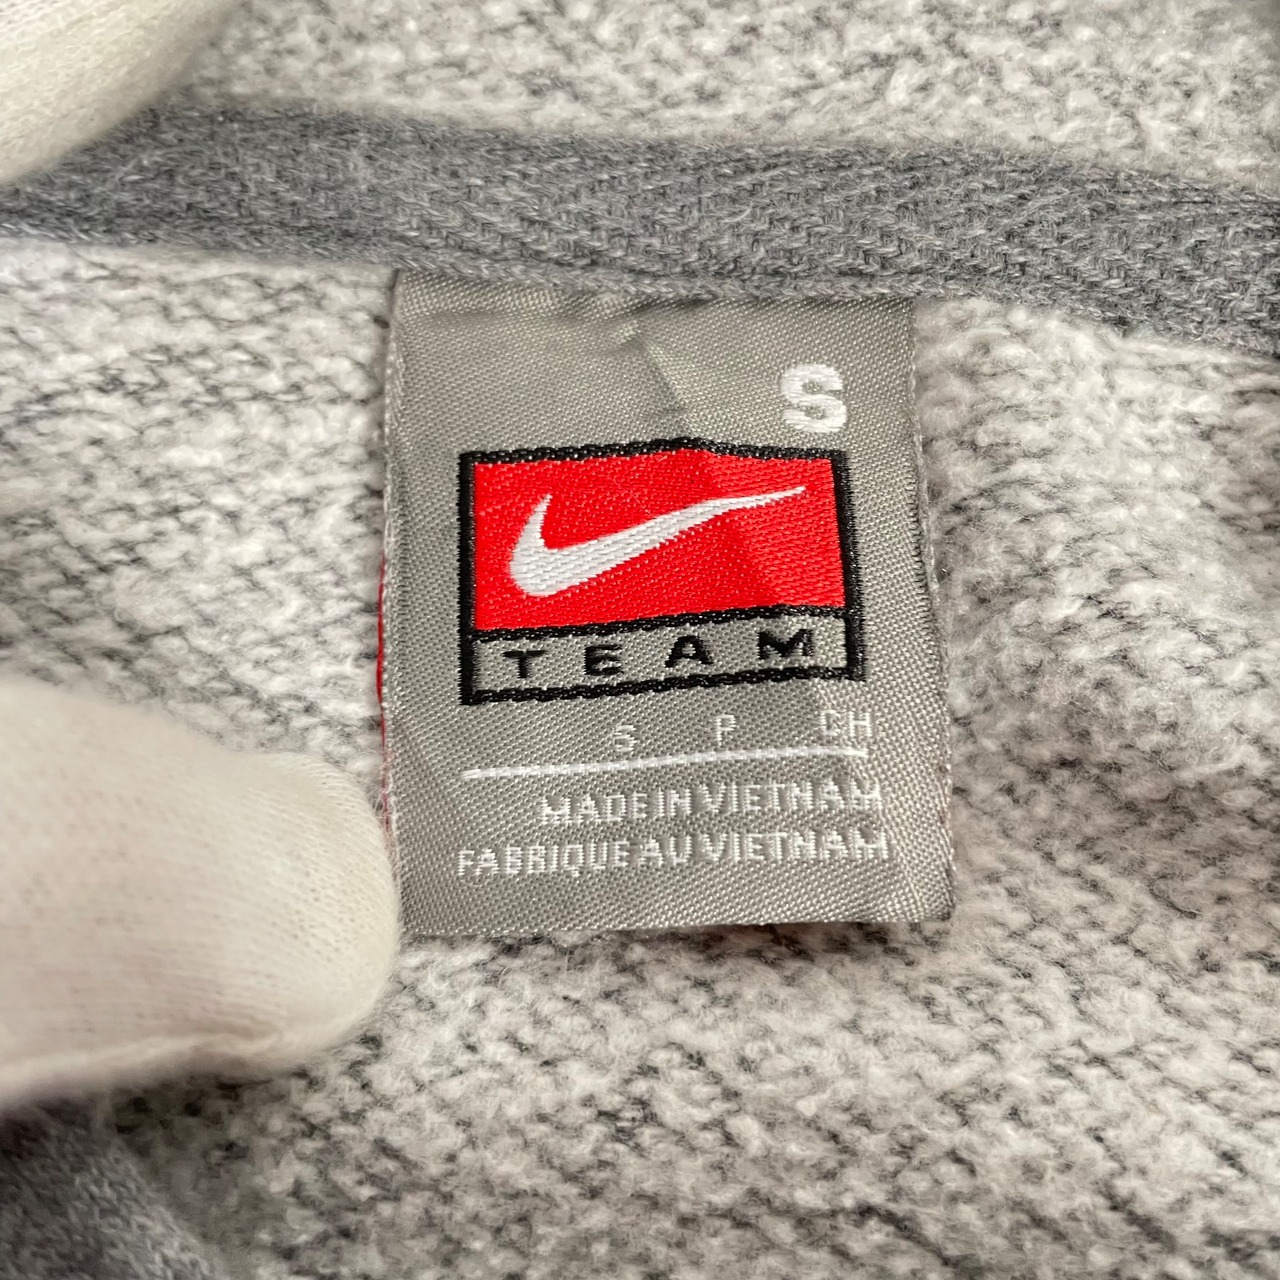 S
TEAM
S P CH
MADE IN VIETNAM
FABRIQUE AU VIETNAM